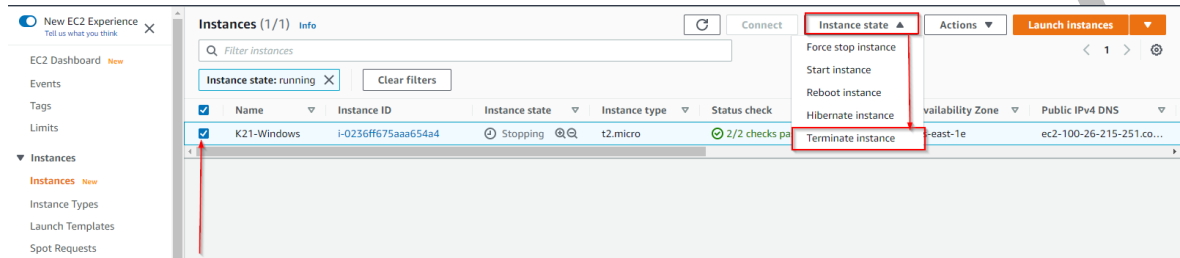 New EC2 Experience
Tell us what you think
EC2 Dashboard New
Events
Tags
Limits
Instances
Instances New
Instance Types
Launch Templates
Spot Requests
Instances (1/1) Info
Connect
Instance state
Actions
Launch instances
Filter instances
1
Instance state: running
Clear filters
Force stop instance
Start instance
Reboot instance
Hibernate instance
Terminate instance
Name Instance ID Instance state Instance type Status check vailability Zone Public IPv4 DNS
K21-Windows i-0236ff675aaa654a4 Stopping t2.micro 2/2 checks pa -east-1e ec2-100-26-215-251.co...